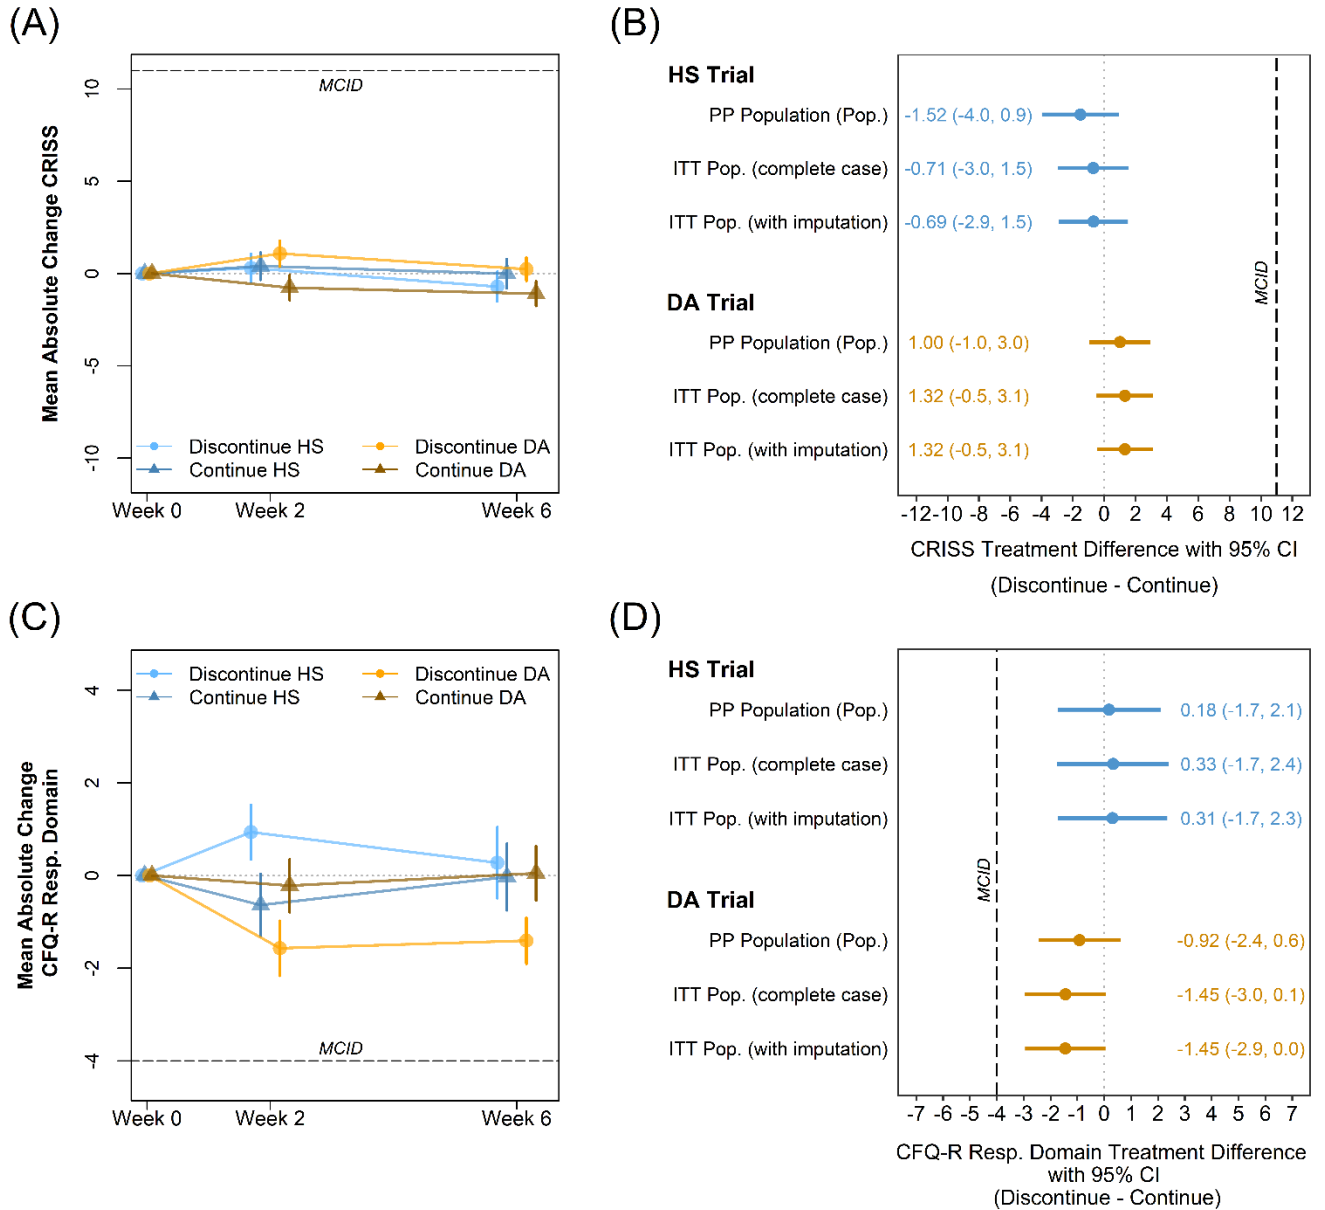 (A)
Mean Absolute Change CRISS
10
5
0
-5
-10
MCID
Discontinue HS
Continue HS
Discontinue DA
Continue DA
Week 0
Week 2
Week 6
(B)
HS Trial
PP Population (Pop.)
-1.52 (-4.0, 0.9)
ITT Pop. (complete case)
-0.71 (-3.0, 1.5)
ITT Pop. (with imputation)
-0.69 (-2.9, 1.5)
DA Trial
PP Population (Pop.)
1.00 (-1.0, 3.0)
ITT Pop. (complete case)
1.32 (-0.5, 3.1)
ITT Pop. (with imputation)
1.32 (-0.5, 3.1)
MCID
-12 -10 -8 -6 -4 -2 0 2 4 6 8 10 12
CRISS Treatment Difference with 95% CI
(Discontinue - Continue)
(C)
Mean Absolute Change
CFQ-R Resp. Domain
4
2
0
-2
-4
Discontinue HS
Continue HS
Discontinue DA
Continue DA
MCID
Week 0
Week 2
Week 6
(D)
HS Trial
PP Population (Pop.)
0.18 (-1.7, 2.1)
ITT Pop. (complete case)
0.33 (-1.7, 2.4)
ITT Pop. (with imputation)
0.31 (-1.7, 2.3)
DA Trial
PP Population (Pop.)
-0.92 (-2.4, 0.6)
ITT Pop. (complete case)
-1.45 (-3.0, 0.1)
ITT Pop. (with imputation)
-1.45 (-2.9, 0.0)
MCID
-7 -6 -5 -4 -3 -2 -1 0 1 2 3 4 5 6 7
CFQ-R Resp. Domain Treatment Difference
with 95% CI
(Discontinue - Continue)